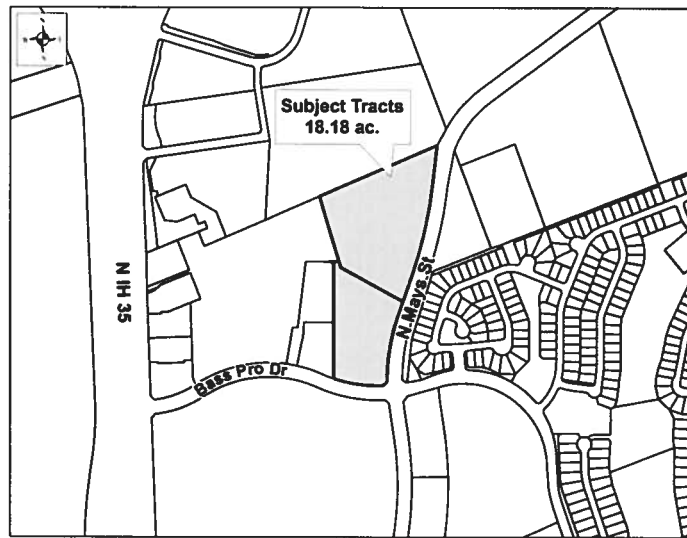 Subject Tracts
18.18 ac.
N IH 35
N.Mays.St.
Bass Pro Dr